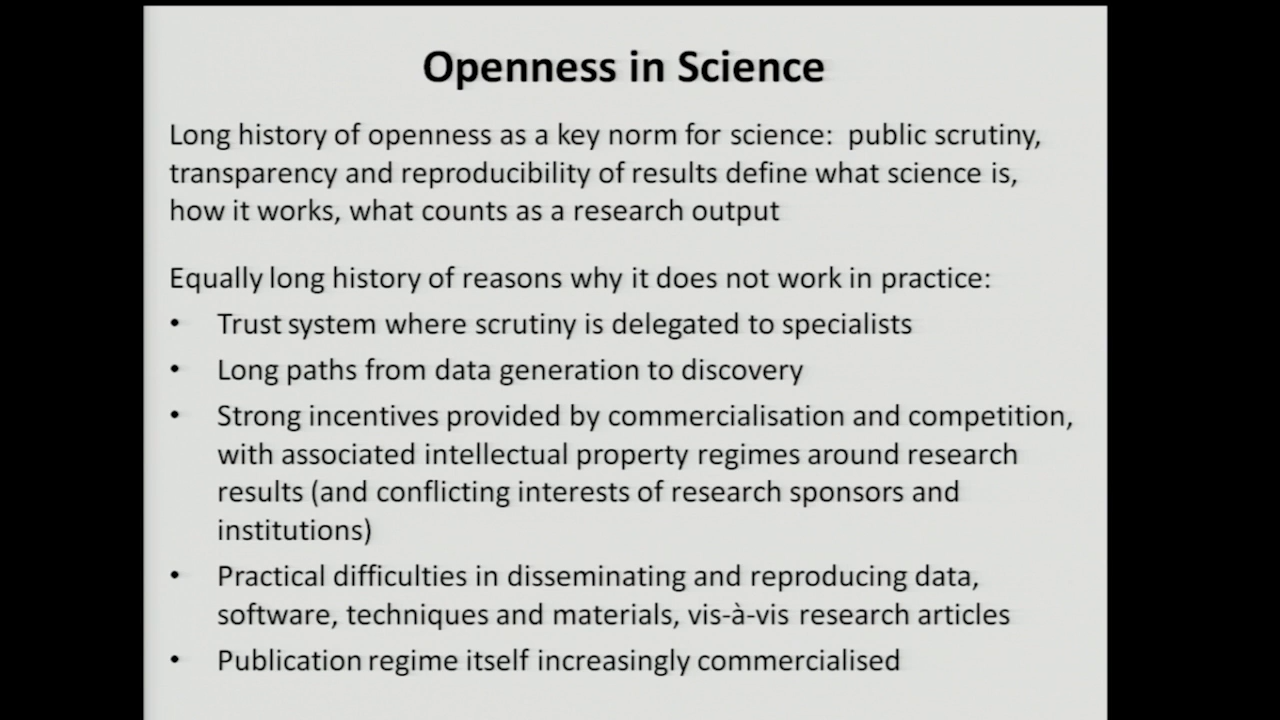 Openness in Science
Long history of openness as a key norm for science: public scrutiny,
transparency and reproducibility of results define what science is,
how it works, what counts as a research output
Equally long history of reasons why it does not work in practice:
• Trust system where scrutiny is delegated to specialists
• Long paths from data generation to discovery
• Strong incentives provided by commercialisation and competition,
with associated intellectual property regimes around research
results (and conflicting interests of research sponsors and
institutions)
• Practical difficulties in disseminating and reproducing data,
software, techniques and materials, vis-à-vis research articles
• Publication regime itself increasingly commercialised